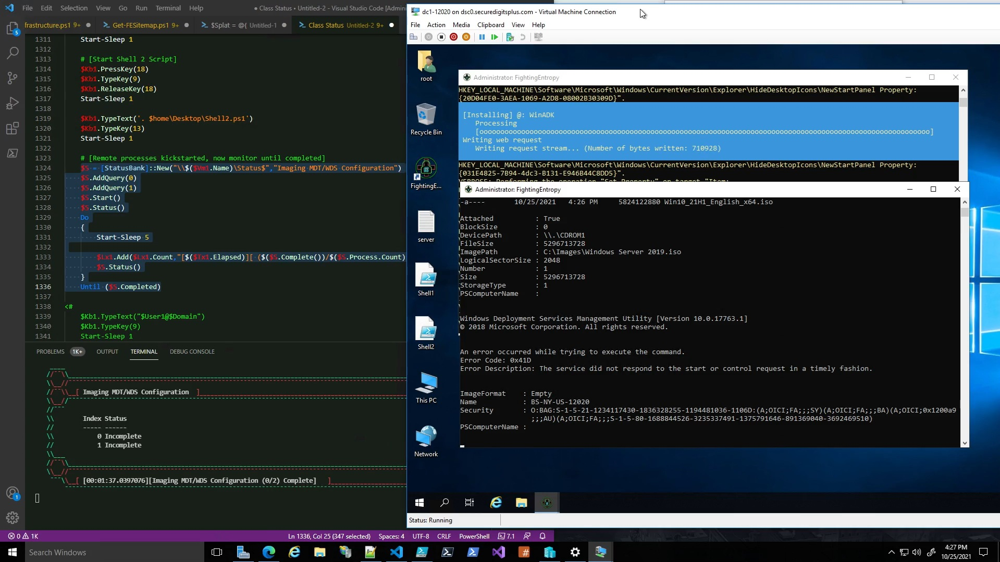 File Edit Selection View Go Run Terminal Help
● Class Status • Untitled-2 - Visual Studio Code [Admini
frastructure.ps1 9+ ●
Get-FESitemap.ps1 9+ ●
$Splat = @{ Untitled-1 ●
Class Status Untitled-2 9+ ●
1311 Start-Sleep 1
1312
1313 # [Start Shell 2 Script]
1314 $Kb1.PressKey(18)
1315 $Kb1.TypeKey(9)
1316 $Kb1.ReleaseKey(18)
1317 Start-Sleep 1
1318
1319 $Kb1.TypeText('. $home\Desktop\Shell2.ps1')
1320 $Kb1.TypeKey(13)
1321 Start-Sleep 1
1322
1323 # [Remote processes kickstarted, now monitor until completed]
1324 $S = [StatusBank]::New("\\$($Vm1.Name)\Status$","Imaging MDT/WDS Configuration")
1325 $S.AddQuery(0)
1326 $S.AddQuery(1)
1327 $S.Start()
1328 $S.Status()
1329 Do
1330 {
1331 Start-Sleep 5
1332
1333 $Lx1.Add($Lx1.Count,"[$($Tx1.Elapsed)][ ($($S.Complete())/$($S.Process.Count)
1334 $S.Status()
1335 }
1336 Until ($S.Completed)
1337
1338 <#
1339 $Kb1.TypeText("$User1@$Domain")
1340 $Kb1.TypeKey(9)
1341 Start-Sleep 1
PROBLEMS 1K+ OUTPUT TERMINAL DEBUG CONSOLE
[ Imaging MDT/WDS Configuration ]
Index Status
----- ------
0 Incomplete
1 Incomplete
[ [00:01:37.0397076][Imaging MDT/WDS Configuration (0/2) Complete] ]
0 1K
Ln 1336, Col 25 (347 selected) Spaces: 4 UTF-8 CRLF PowerShell 7.1
dc1-12020 on dsc0.securedigitsplus.com - Virtual Machine Connection
File Action Media Clipboard View Help
root
Recycle Bin
FightingE...
server
Shell1
Shell2
This PC
Network
Administrator: FightingEntropy
HKEY_LOCAL_MACHINE\Software\Microsoft\Windows\CurrentVersion\Explorer\HideDesktopIcons\NewStartPanel Property:
{20D04FE0-3AEA-1069-A2D8-08002B30309D}".
[Installing] @: WinADK
Processing
[oooooooooooooooooooooooooooooooooooooooooooooooooooooooooooooooooooooooooooooooooooooooooooooooooooooooooooo]
Writing web request
Writing request stream... (Number of bytes written: 710928)
HKEY_LOCAL_MACHINE\Software\Microsoft\Windows\CurrentVersion\Explorer\HideDesktopIcons\NewStartPanel Property:
{031E4825-7B94-4dc3-B131-E946B44C8DD5}".
VERBOSE: Performing the operation "Set Property" on target "Item:
Administrator: FightingEntropy
-a---- 10/25/2021 4:26 PM 5824122880 Win10_21H1_English_x64.iso
Attached : True
BlockSize : 0
DevicePath : \\.\CDROM1
FileSize : 5296713728
ImagePath : C:\Images\Windows Server 2019.iso
LogicalSectorSize : 2048
Number : 1
Size : 5296713728
StorageType : 1
PSComputerName :
Windows Deployment Services Management Utility [Version 10.0.17763.1]
© 2018 Microsoft Corporation. All rights reserved.
An error occurred while trying to execute the command.
Error Code: 0x41D
Error Description: The service did not respond to the start or control request in a timely fashion.
ImageFormat : Empty
Name : BS-NY-US-12020
Security : O:BAG:S-1-5-21-1234117430-1836328255-1194481036-1106D:(A;OICI;FA;;;SY)(A;OICI;FA;;;BA)(A;OICI;0x1200a9
;;;AU)(A;OICI;FA;;;S-1-5-80-1688844526-3235337491-1375791646-891369040-3692469510)
PSComputerName :
Status: Running
Search Windows
4:27 PM
10/25/2021